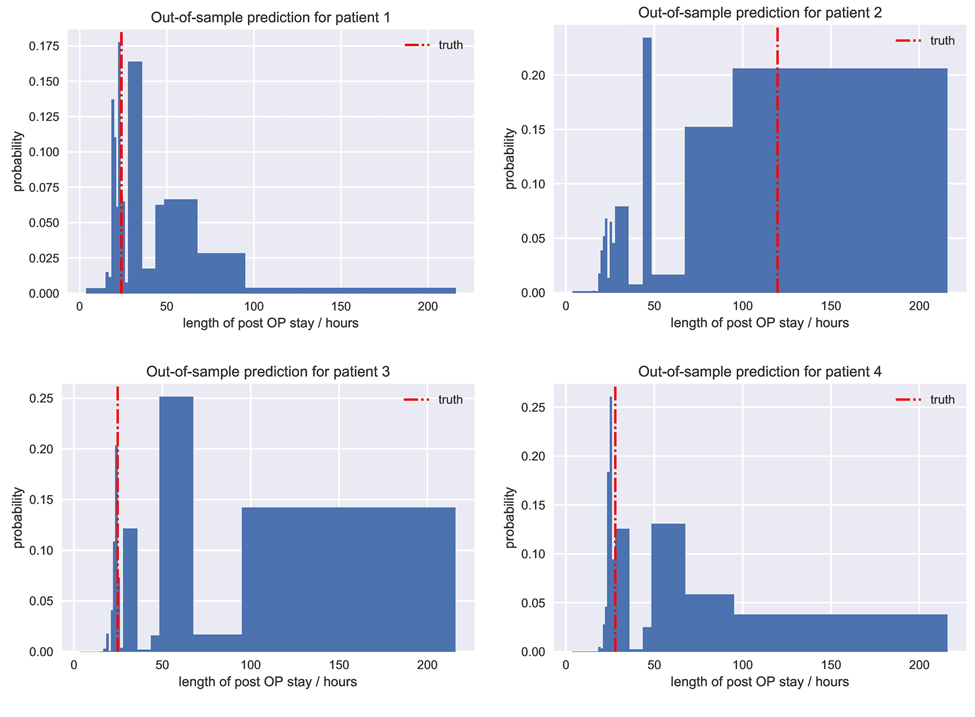 Out-of-sample prediction for patient 1
truth
0.175
0.150
0.125
0.100
0.075
0.050
0.025
0.000
probability
0 50 100 150 200
length of post OP stay / hours
Out-of-sample prediction for patient 2
truth
0.20
0.15
0.10
0.05
0.00
probability
0 50 100 150 200
length of post OP stay / hours
Out-of-sample prediction for patient 3
truth
0.25
0.20
0.15
0.10
0.05
0.00
probability
0 50 100 150 200
length of post OP stay / hours
Out-of-sample prediction for patient 4
truth
0.25
0.20
0.15
0.10
0.05
0.00
probability
0 50 100 150 200
length of post OP stay / hours